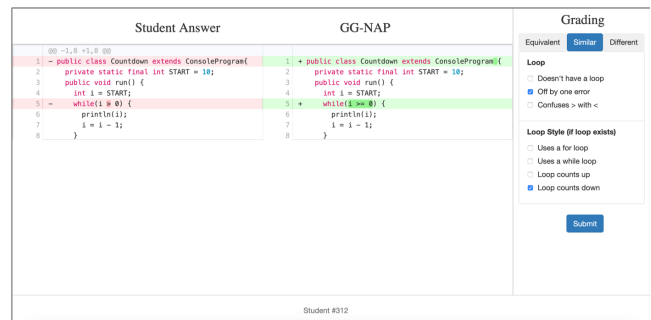 Student Answer
GG-NAP
@@ -1,8 +1,8 @@
1 - public class Countdown extends ConsoleProgram{
2 private static final int START = 10;
3 public void run() {
4 int i = START;
5 - while(i > 0) {
6 println(i);
7 i = i - 1;
8 }
1 + public class Countdown extends ConsoleProgram {
2 private static final int START = 10;
3 public void run() {
4 int i = START;
5 + while(i >= 0) {
6 println(i);
7 i = i - 1;
8 }
Grading
Equivalent Similar Different
Loop
Doesn't have a loop
Off by one error
Confuses > with <
Loop Style (if loop exists)
Uses a for loop
Uses a while loop
Loop counts up
Loop counts down
Submit
Student #312